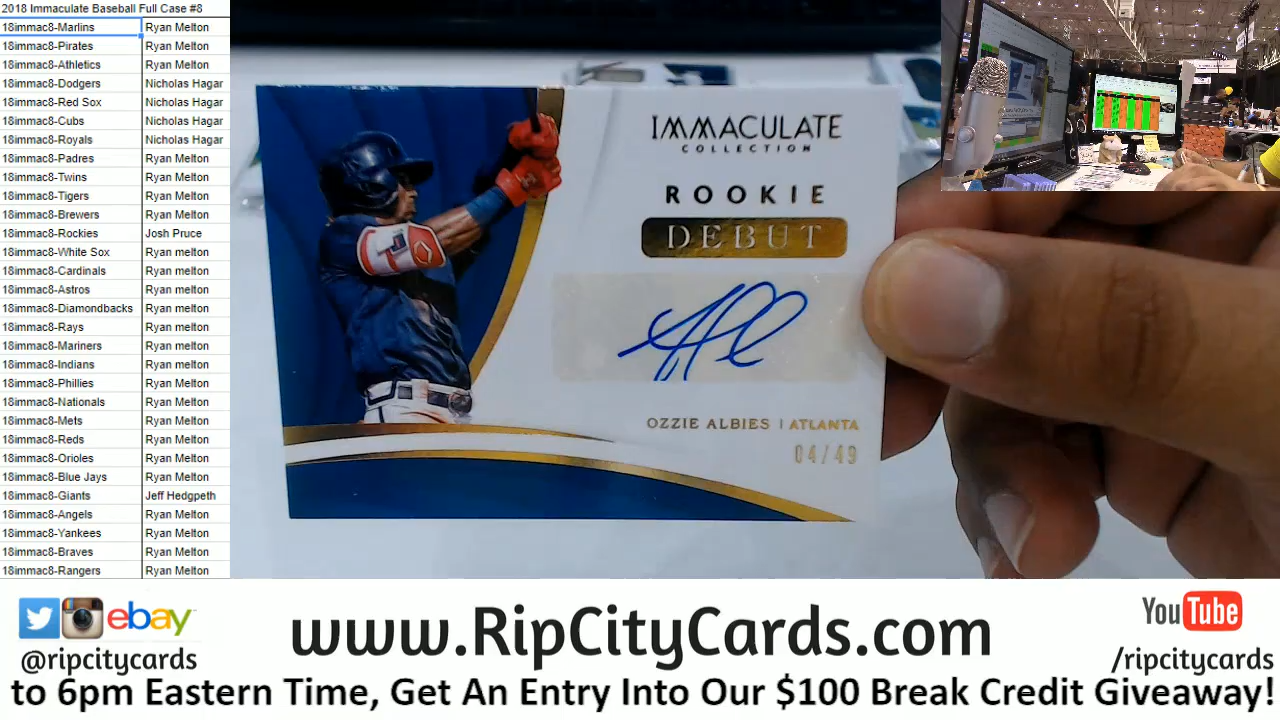 2018 Immaculate Baseball Full Case #8
18immac8-Marlins Ryan Melton
18immac8-Pirates Ryan Melton
18immac8-Athletics Ryan Melton
18immac8-Dodgers Nicholas Hagar
18immac8-Red Sox Nicholas Hagar
18immac8-Cubs Nicholas Hagar
18immac8-Royals Nicholas Hagar
18immac8-Padres Ryan Melton
18immac8-Twins Ryan Melton
18immac8-Tigers Ryan Melton
18immac8-Brewers Ryan Melton
18immac8-Rockies Josh Pruce
18immac8-White Sox Ryan melton
18immac8-Cardinals Ryan melton
18immac8-Astros Ryan melton
18immac8-Diamondbacks Ryan melton
18immac8-Rays Ryan melton
18immac8-Mariners Ryan melton
18immac8-Indians Ryan melton
18immac8-Phillies Ryan Melton
18immac8-Nationals Ryan Melton
18immac8-Mets Ryan Melton
18immac8-Reds Ryan Melton
18immac8-Orioles Ryan Melton
18immac8-Blue Jays Ryan Melton
18immac8-Giants Jeff Hedgpeth
18immac8-Angels Ryan Melton
18immac8-Yankees Ryan Melton
18immac8-Braves Ryan Melton
18immac8-Rangers Ryan Melton
IMMACULATE
COLLECTION
ROOKIE
DEBUT
OZZIE ALBIES | ATLANTA
04/49
ebay
@ripcitycards
www.RipCityCards.com
YouTube
/ripcitycards
to 6pm Eastern Time, Get An Entry Into Our $100 Break Credit Giveaway!